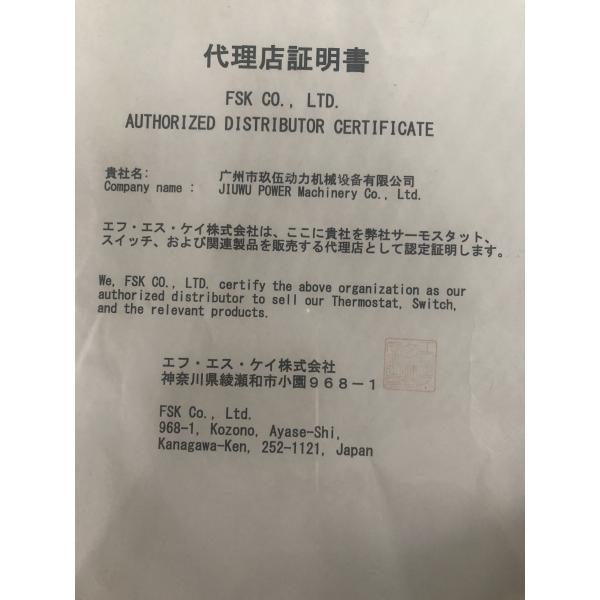 代理店証明書
FSK CO., LTD.
AUTHORIZED DISTRIBUTOR CERTIFICATE
貴社名: 广州市玖伍动力机械设备有限公司
Company name : JIUWU POWER Machinery Co., Ltd.
エフ・エス・ケイ株式会社は、ここに貴社を弊社サーモスタット、
スイッチ、および関連製品を販売する代理店として認定証明します。
We, FSK CO., LTD. certify the above organization as our
authorized distributor to sell our Thermostat, Switch,
and the relevant products.
エフ・エス・ケイ株式会社
神奈川県綾瀬和市小園９６８－１
FSK Co., Ltd.
968-1, Kozono, Ayase-Shi,
Kanagawa-Ken, 252-1121, Japan